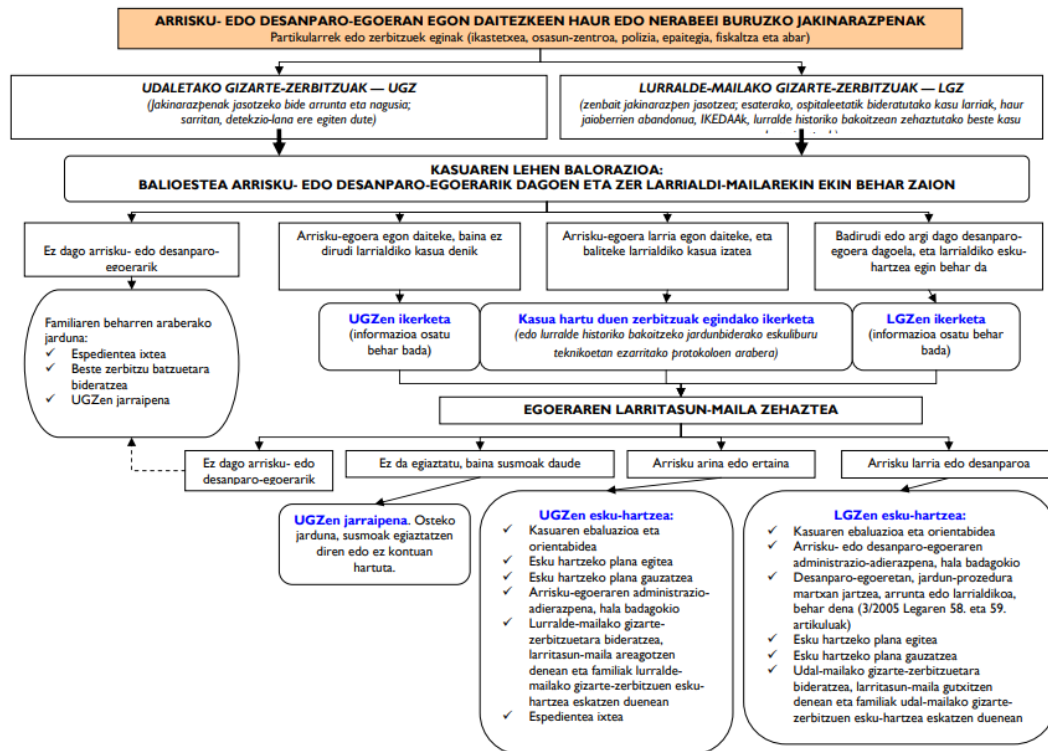 ARRISKU- EDO DESANPARO-EGOERAN EGON DAITEZKEEN HAUR EDO NERABEEI BURUZKO JAKINARAZPENAK
Partikularrek edo zerbitzuek eginak (ikastetxea, osasun-zentroa, polizia, epaitegia, fiskaltza eta abar)
UDALETAKO GIZARTE-ZERBITZUAK — UGZ
(Jakinarazpenak jasotzeko bide arrunta eta nagusia;
sarritan, detekzio-lana ere egiten dute)
LURRALDE-MAILAKO GIZARTE-ZERBITZUAK — LGZ
(zenbait jakinarazpen jasotzea; esaterako, ospitaleetatik bideratutako kasu larriak, haur
jaioberrien abandonua, IKEDAAk, lurralde historiko bakoitzean zehaztutako beste kasu
KASUAREN LEHEN BALORAZIOA:
BALIOESTEA ARRISKU- EDO DESANPARO-EGOERARIK DAGOEN ETA ZER LARRIALDI-MAILAREKIN EKIN BEHAR ZAION
Ez dago arrisku- edo desanparo-
egoerarik
Arrisku-egoera egon daiteke, baina ez
dirudi larrialdiko kasua denik
Arrisku-egoera larria egon daiteke, eta
baliteke larrialdiko kasua izatea
Badirudi edo argi dago desanparo-
egoera dagoela, eta larrialdiko esku-
hartzea egin behar da
Familiaren beharren araberako
jarduna:
✓ Espedientea ixtea
✓ Beste zerbitzu batzuetara
bideratzea
✓ UGZen jarraipena
UGZen ikerketa
(informazioa osatu
behar bada)
Kasua hartu duen zerbitzuak egindako ikerketa
(edo lurralde historiko bakoitzeko jardunbiderako eskuliburu
teknikoetan ezarritako protokoloen arabera)
LGZen ikerketa
(informazioa osatu behar
bada)
EGOERAREN LARRITASUN-MAILA ZEHAZTEA
Ez dago arrisku- edo
desanparo-egoerarik
Ez da egiaztatu, baina susmoak daude
Arrisku arina edo ertaina
Arrisku larria edo desanparoa
UGZen jarraipena. Osteko
jarduna, susmoak egiaztatzen
diren edo ez kontuan
hartuta.
UGZen esku-hartzea:
✓ Kasuaren ebaluazioa eta
orientabidea
✓ Esku hartzeko plana egitea
✓ Esku hartzeko plana gauzatzea
✓ Arrisku-egoeraren administrazio-
adierazpena, hala badagokio
✓ Lurralde-mailako gizarte-
zerbitzuetara bideratzea,
larritasun-maila areagotzen
denean eta familiak lurralde-
mailako gizarte-zerbitzuen esku-
hartzea eskatzen duenean
✓ Espedientea ixtea
LGZen esku-hartzea:
✓ Kasuaren ebaluazioa eta orientabidea
✓ Arrisku- edo desanparo-egoeraren
administrazio-adierazpena, hala badagokio
✓ Desanparo-egoeretan, jardun-prozedura
martxan jartzea, arrunta edo larrialdikoa,
behar dena (3/2005 Legaren 58. eta 59.
artikuluak)
✓ Esku hartzeko plana egitea
✓ Esku hartzeko plana gauzatzea
✓ Udal-mailako gizarte-zerbitzuetara
bideratzea, larritasun-maila gutxitzen
denean eta familiak udal-mailako gizarte-
zerbitzuen esku-hartzea eskatzen duenean